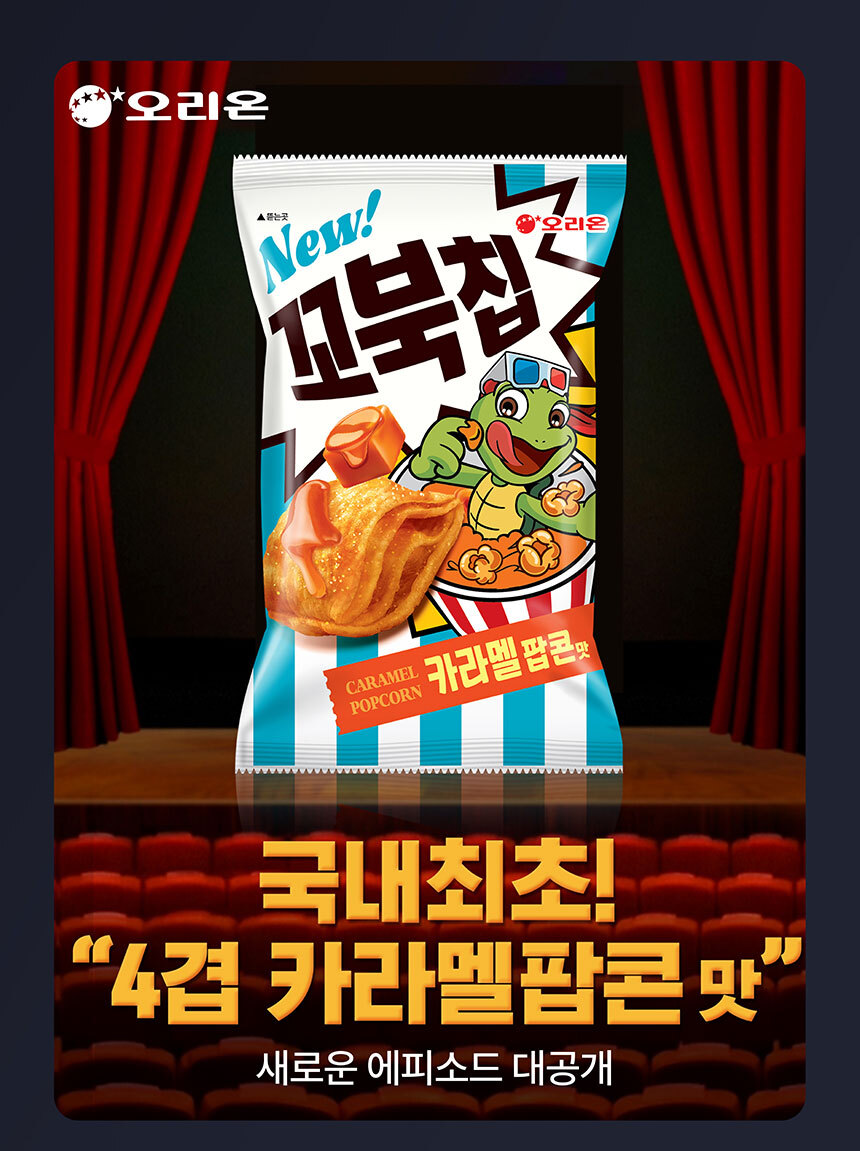 오리온
▲뜯는곳
New!
오리온
꼬북칩
CARAMEL
POPCORN
카라멜 팝콘맛
국내최초!
“4겹 카라멜팝콘 맛”
새로운 에피소드 대공개